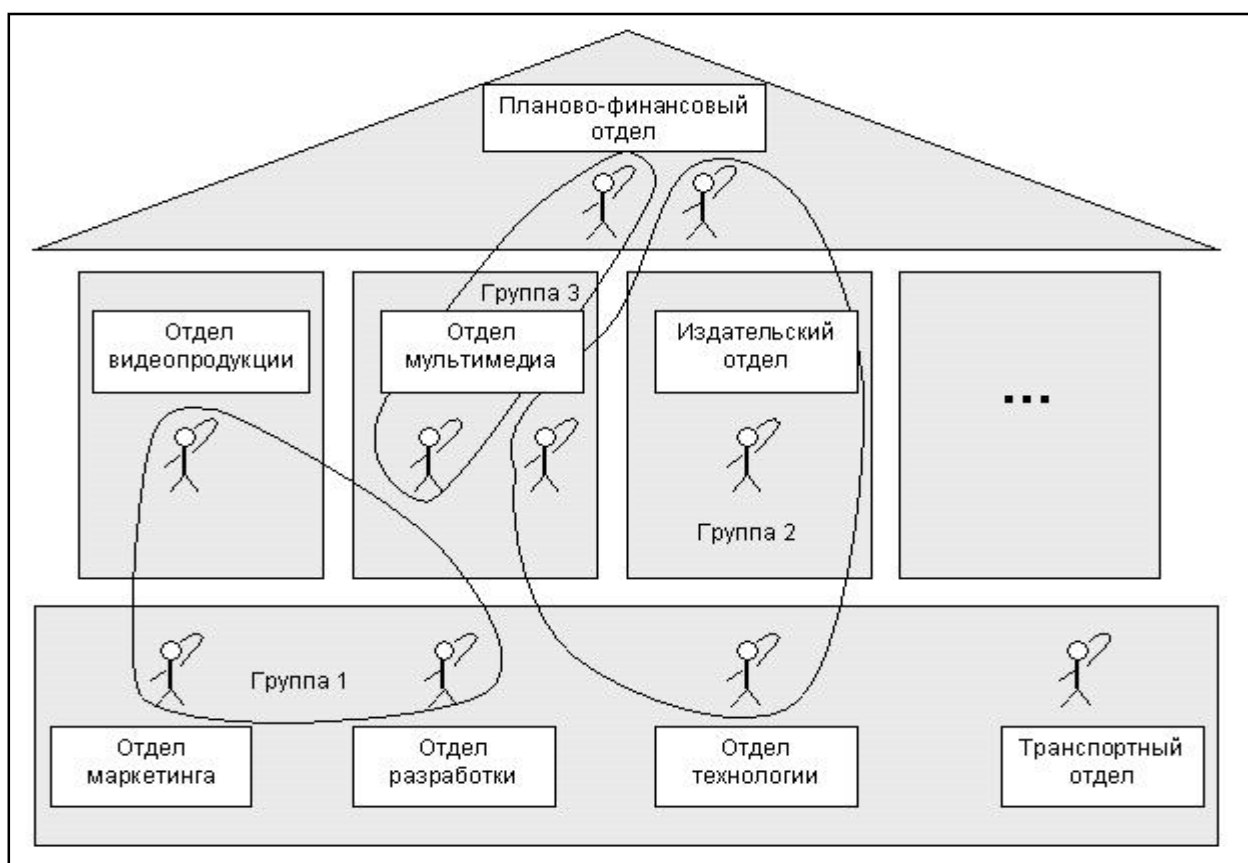 Планово-финансовый
отдел
Группа 3
Отдел
видеопродукции
Отдел
мультимедиа
Издательский
отдел
...
Группа 2
Группа 1
Отдел
маркетинга
Отдел
разработки
Отдел
технологии
Транспортный
отдел